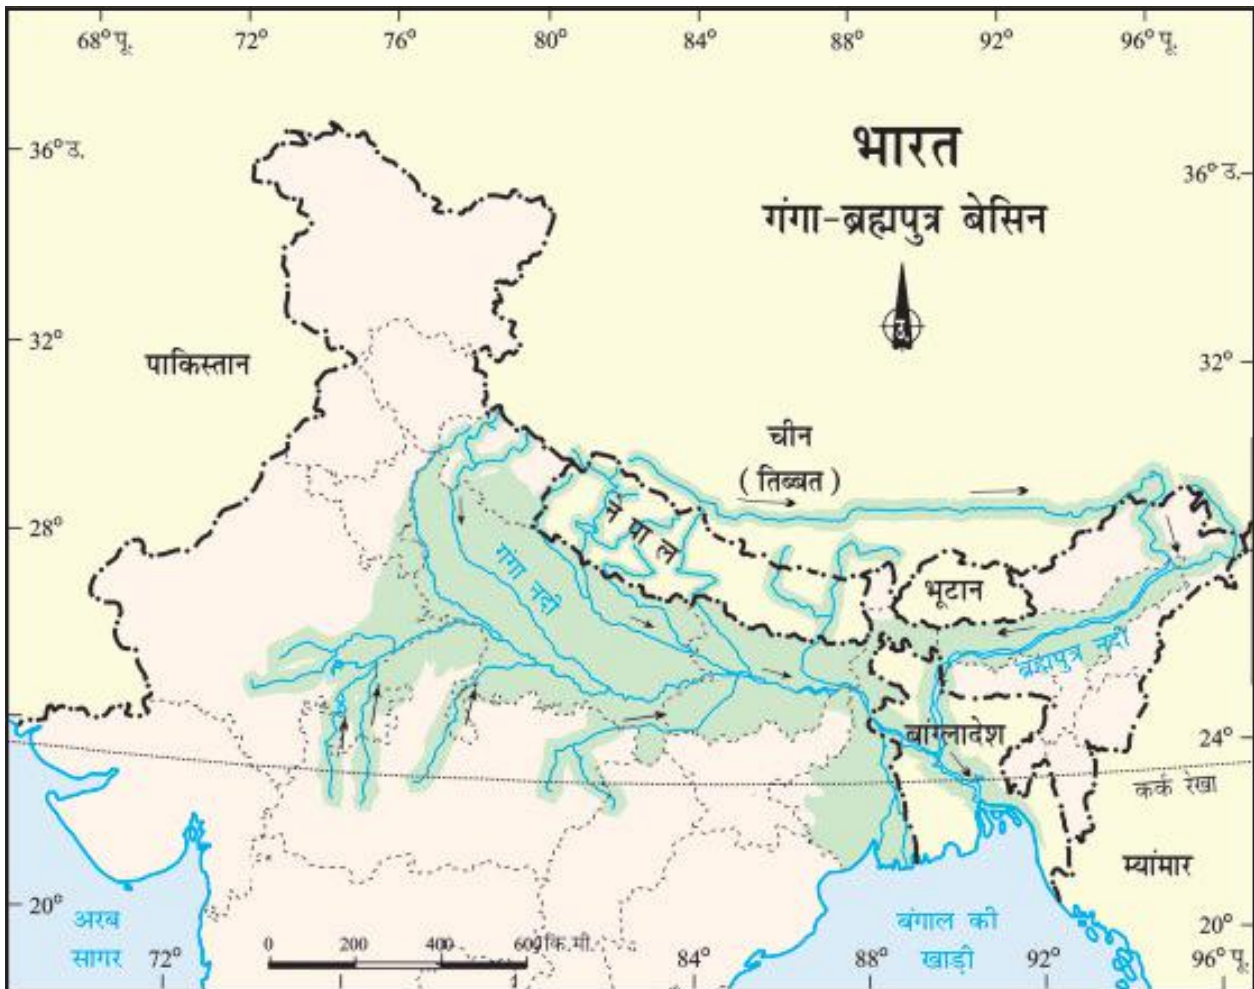 68° पू.
72°
76°
80°
84°
88°
92°
96° पू.
36° उ.
36° उ.
भारत
गंगा-ब्रह्मपुत्र बेसिन
उ.
32°
32°
पाकिस्तान
चीन
(तिब्बत)
28°
नेपाल
गंगा नदी
भूटान
ब्रह्मपुत्र नदी
बाग्लादेश
24°
कर्क रेखा
म्यांमार
20°
20°
अरब
सागर
बंगाल की
खाड़ी
0 200 400 600 कि.मी.
72°
84°
88°
92°
96° पू.